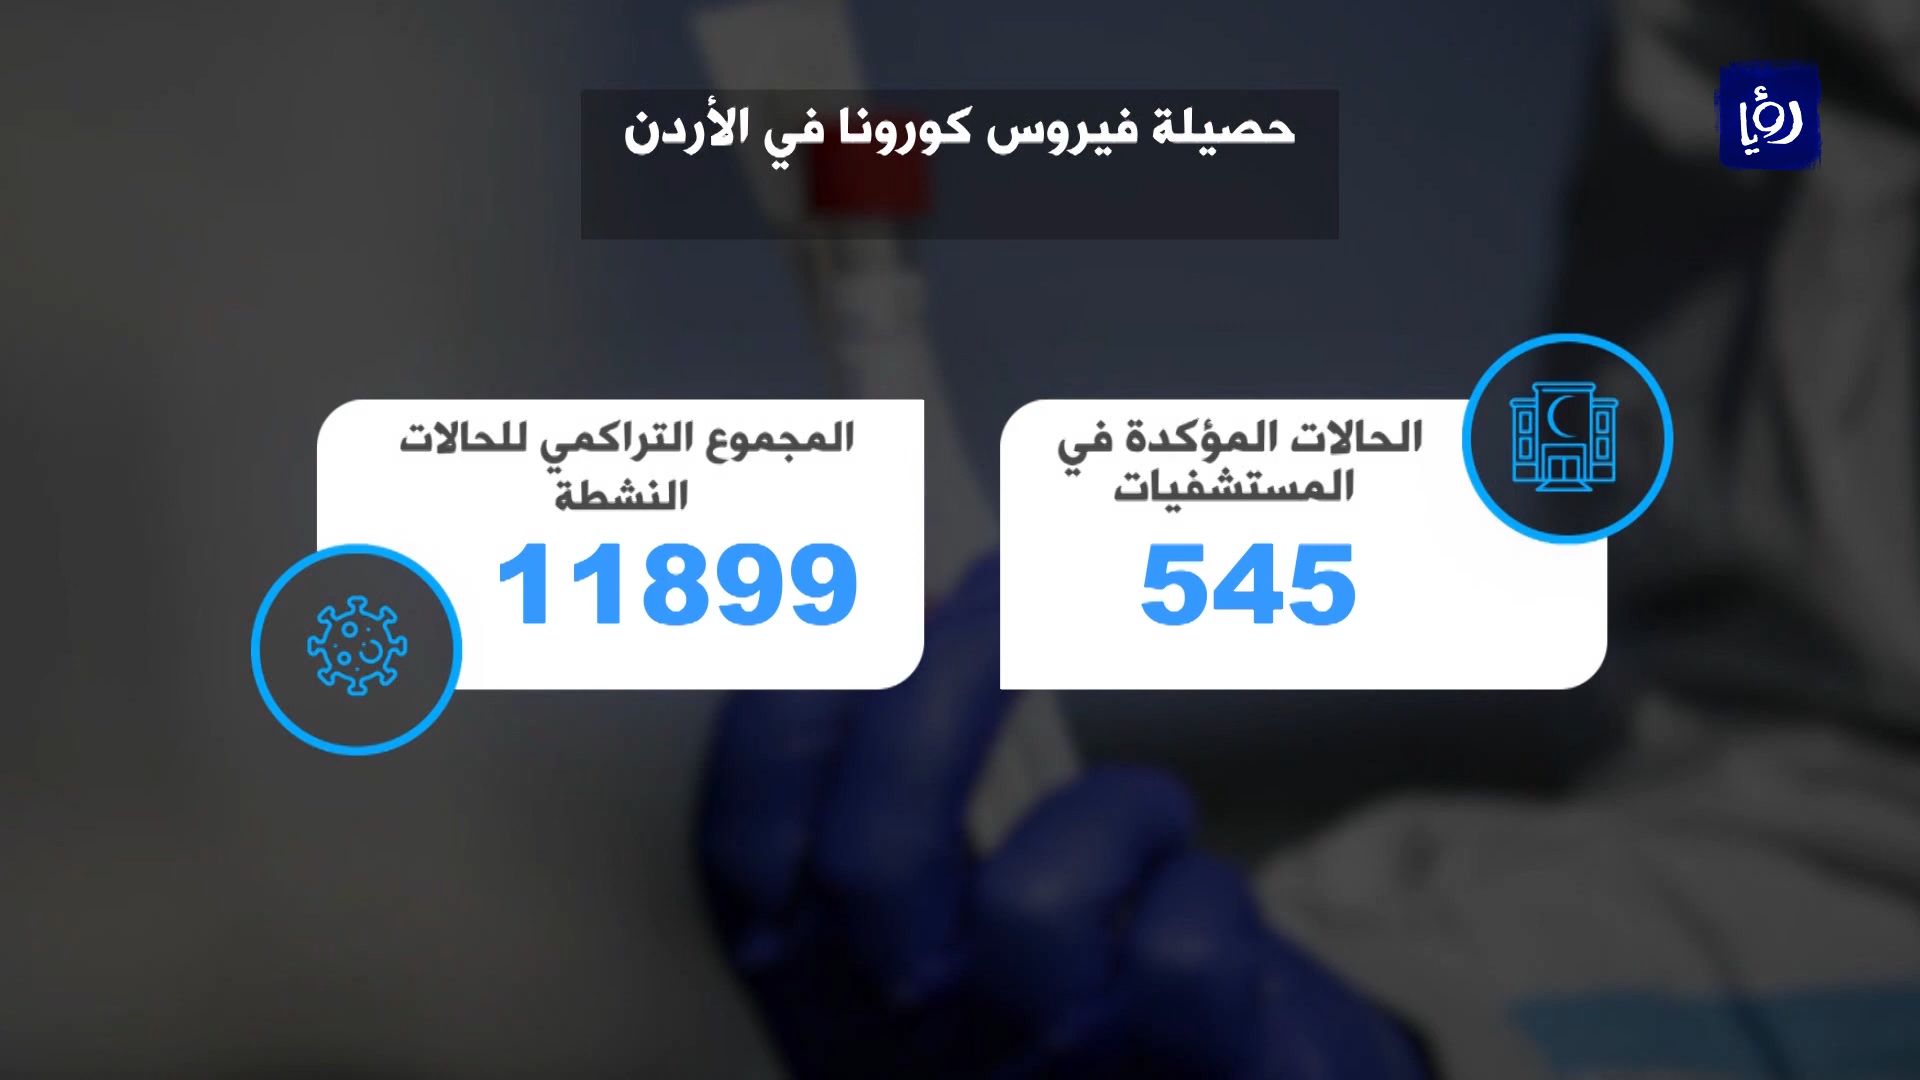 رؤيا
حصيلة فيروس كورونا في الأردن
الحالات المؤكدة في
المستشفيات
545
المجموع التراكمي للحالات
النشطة
11899